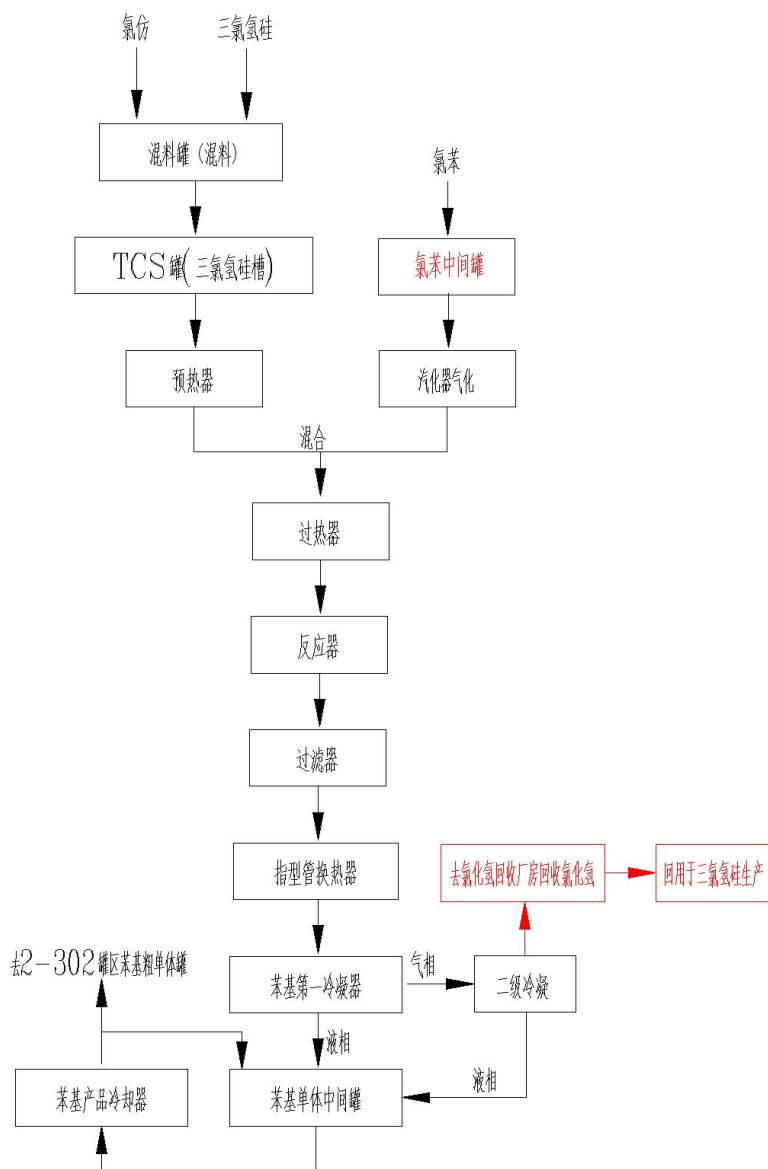 氯仿
三氯氢硅
混料罐（混料）
氯苯
TCS罐(三氯氢硅槽)
氯苯中间罐
预热器
汽化器气化
混合
过热器
反应器
过滤器
指型管换热器
去氯化氢回收厂房回收氯化氢
回用于三氯氢硅生产
去2-302罐区苯基粗单体罐
苯基第一冷凝器
气相
二级冷凝
液相
苯基产品冷却器
苯基单体中间罐
液相